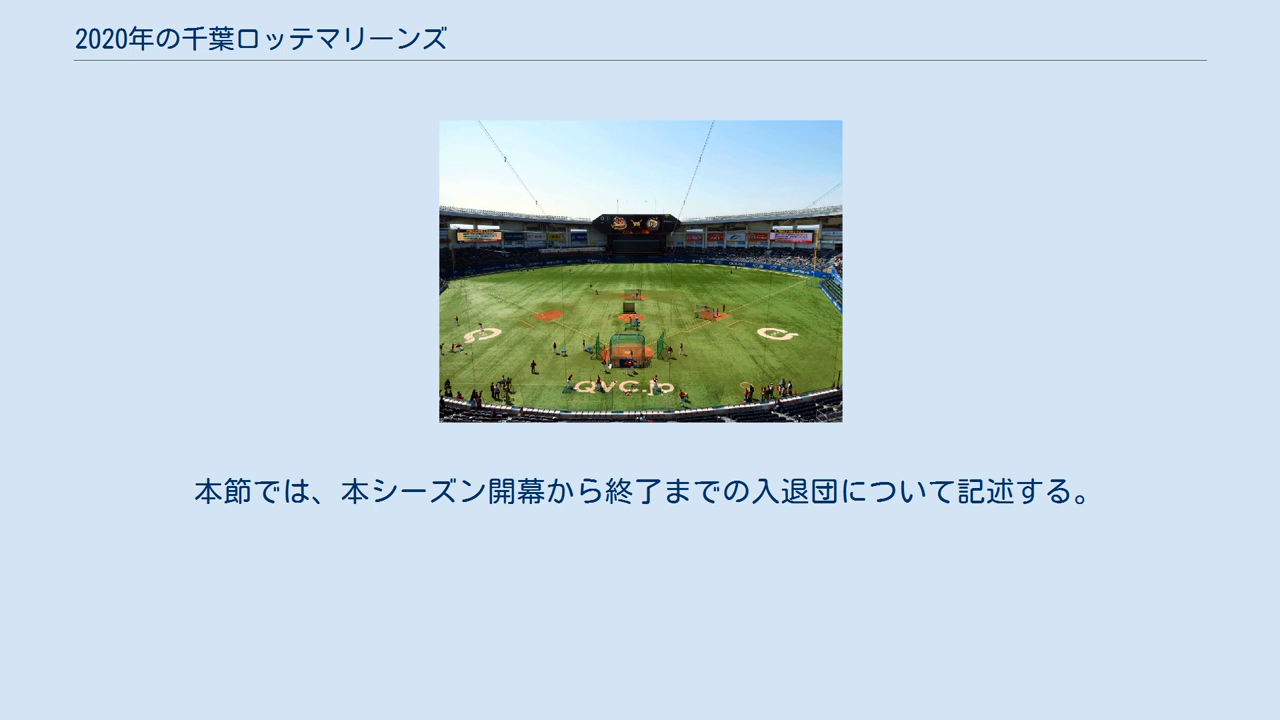 2020年の千葉ロッテマリーンズ
QVC.jp
本節では、本シーズン開幕から終了までの入退団について記述する。